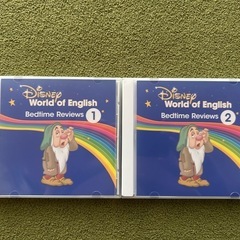 Disney
World of English
Bedtime Reviews 1
Disney
World of English
Bedtime Reviews 2